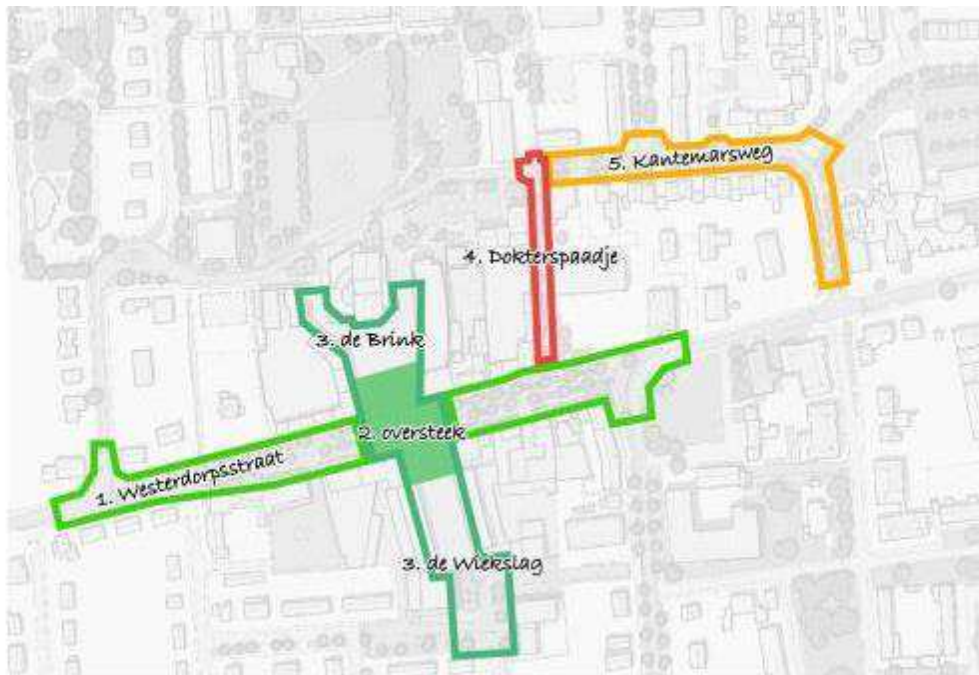 5. Kantemarsweg
4. Dokterspaadje
3. de Brink
2. oversteek
1. Westerdorpsstraat
3. de Wiekslag